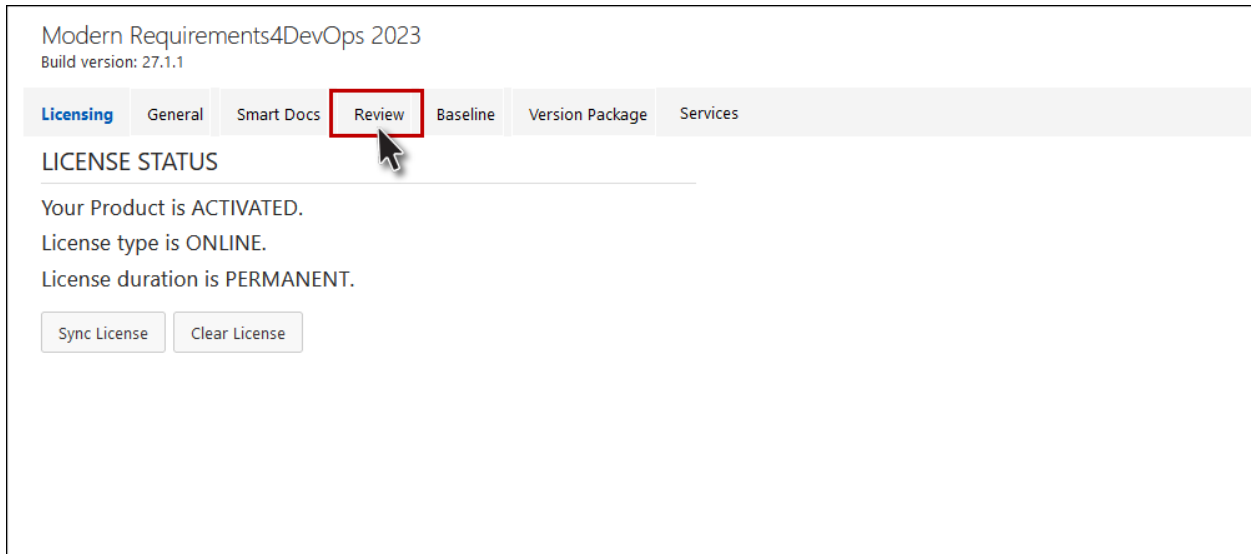 Modern Requirements4DevOps 2023
Build version: 27.1.1
Licensing General Smart Docs Review Baseline Version Package Services
LICENSE STATUS
Your Product is ACTIVATED.
License type is ONLINE.
License duration is PERMANENT.
Sync License Clear License